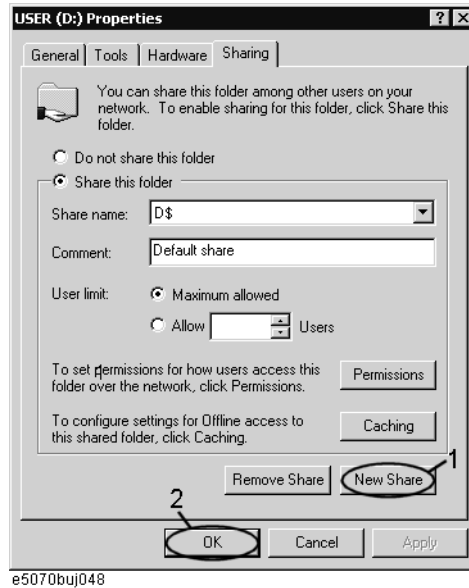 USER (D:) Properties
General
Tools
Hardware
Sharing
You can share this folder among other users on your
network. To enable sharing for this folder, click Share this
folder.
Do not share this folder
Share this folder
Share name:
D$
Comment:
Default share
User limit:
Maximum allowed
Allow
Users
To set permissions for how users access this
folder over the network, click Permissions.
Permissions
To configure settings for Offline access to
this shared folder, click Caching.
Caching
1
Remove Share
New Share
2
OK
Cancel
Apply
e5070buj048